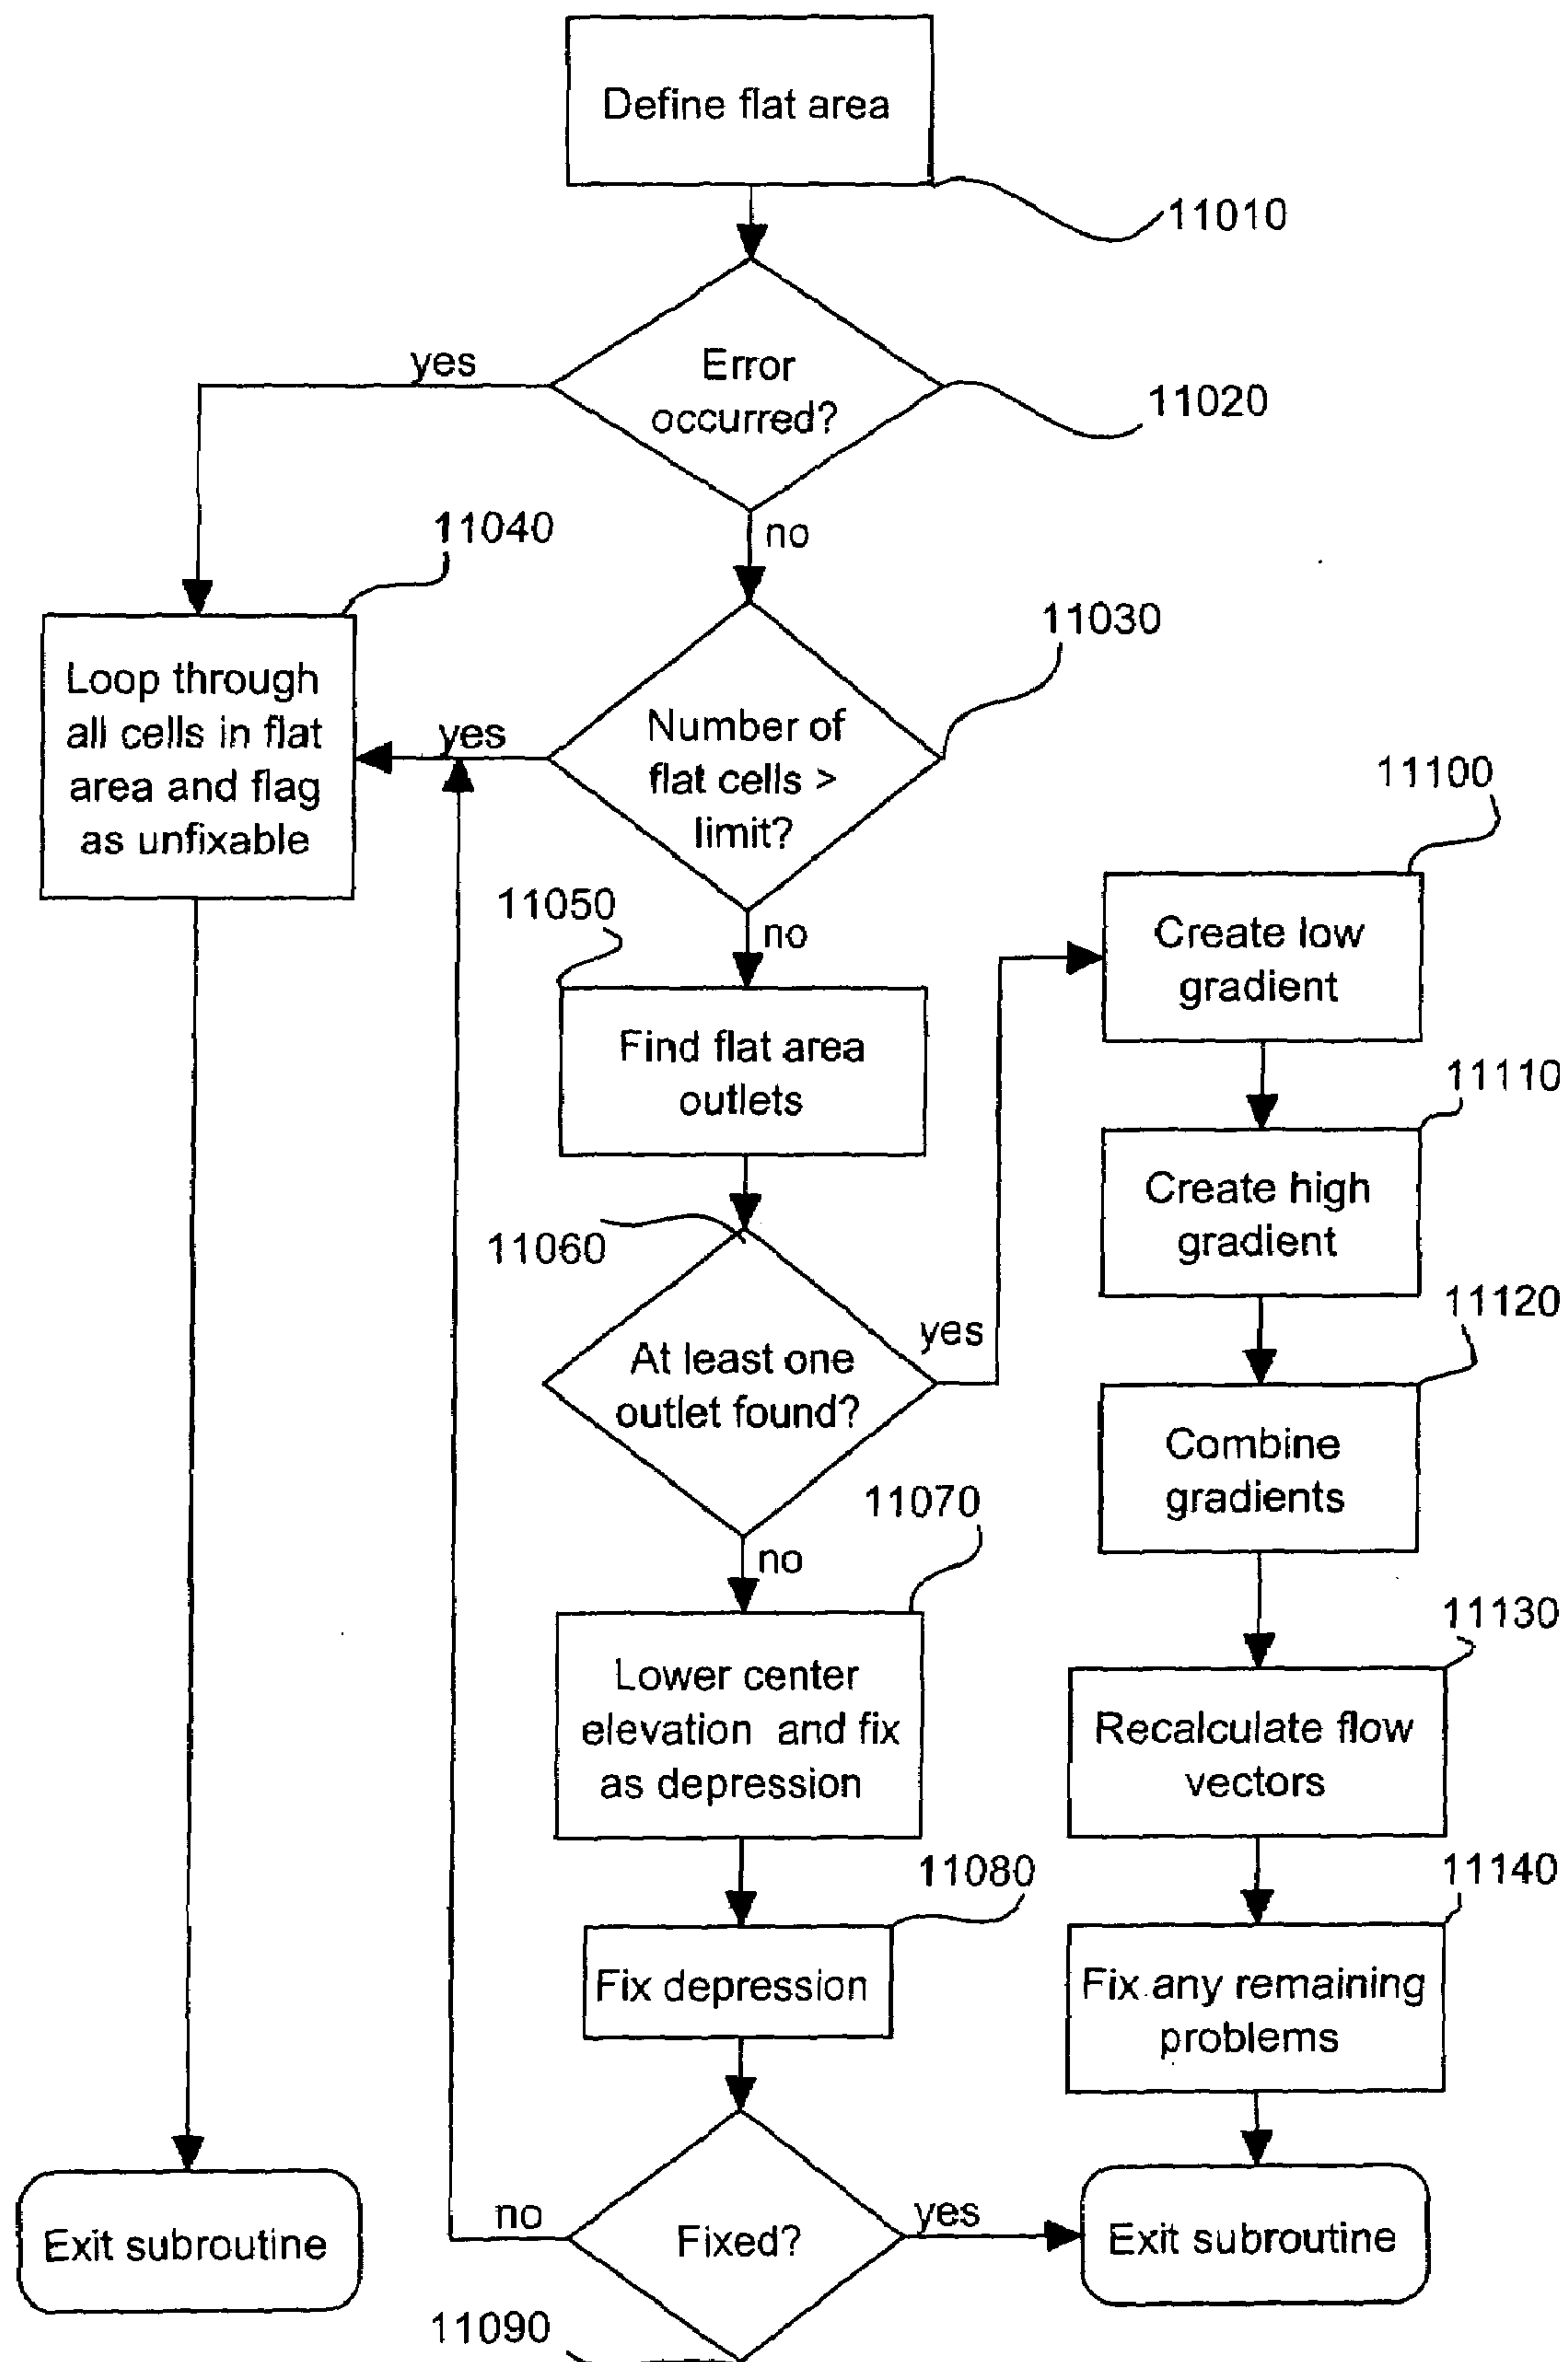 Define flat area
11010
Error
occurred?
11020
yes
no
11040
Loop through
all cells in flat
area and flag
as unfixable
yes
Number of
flat cells >
limit?
11030
no
11050
Find flat area
outlets
11060
At least one
outlet found?
yes
no
11070
Lower center
elevation and fix
as depression
11080
Fix depression
Fixed?
no
yes
11090
11100
Create low
gradient
11110
Create high
gradient
11120
Combine
gradients
11130
Recalculate flow
vectors
11140
Fix any remaining
problems
Exit subroutine
Exit subroutine